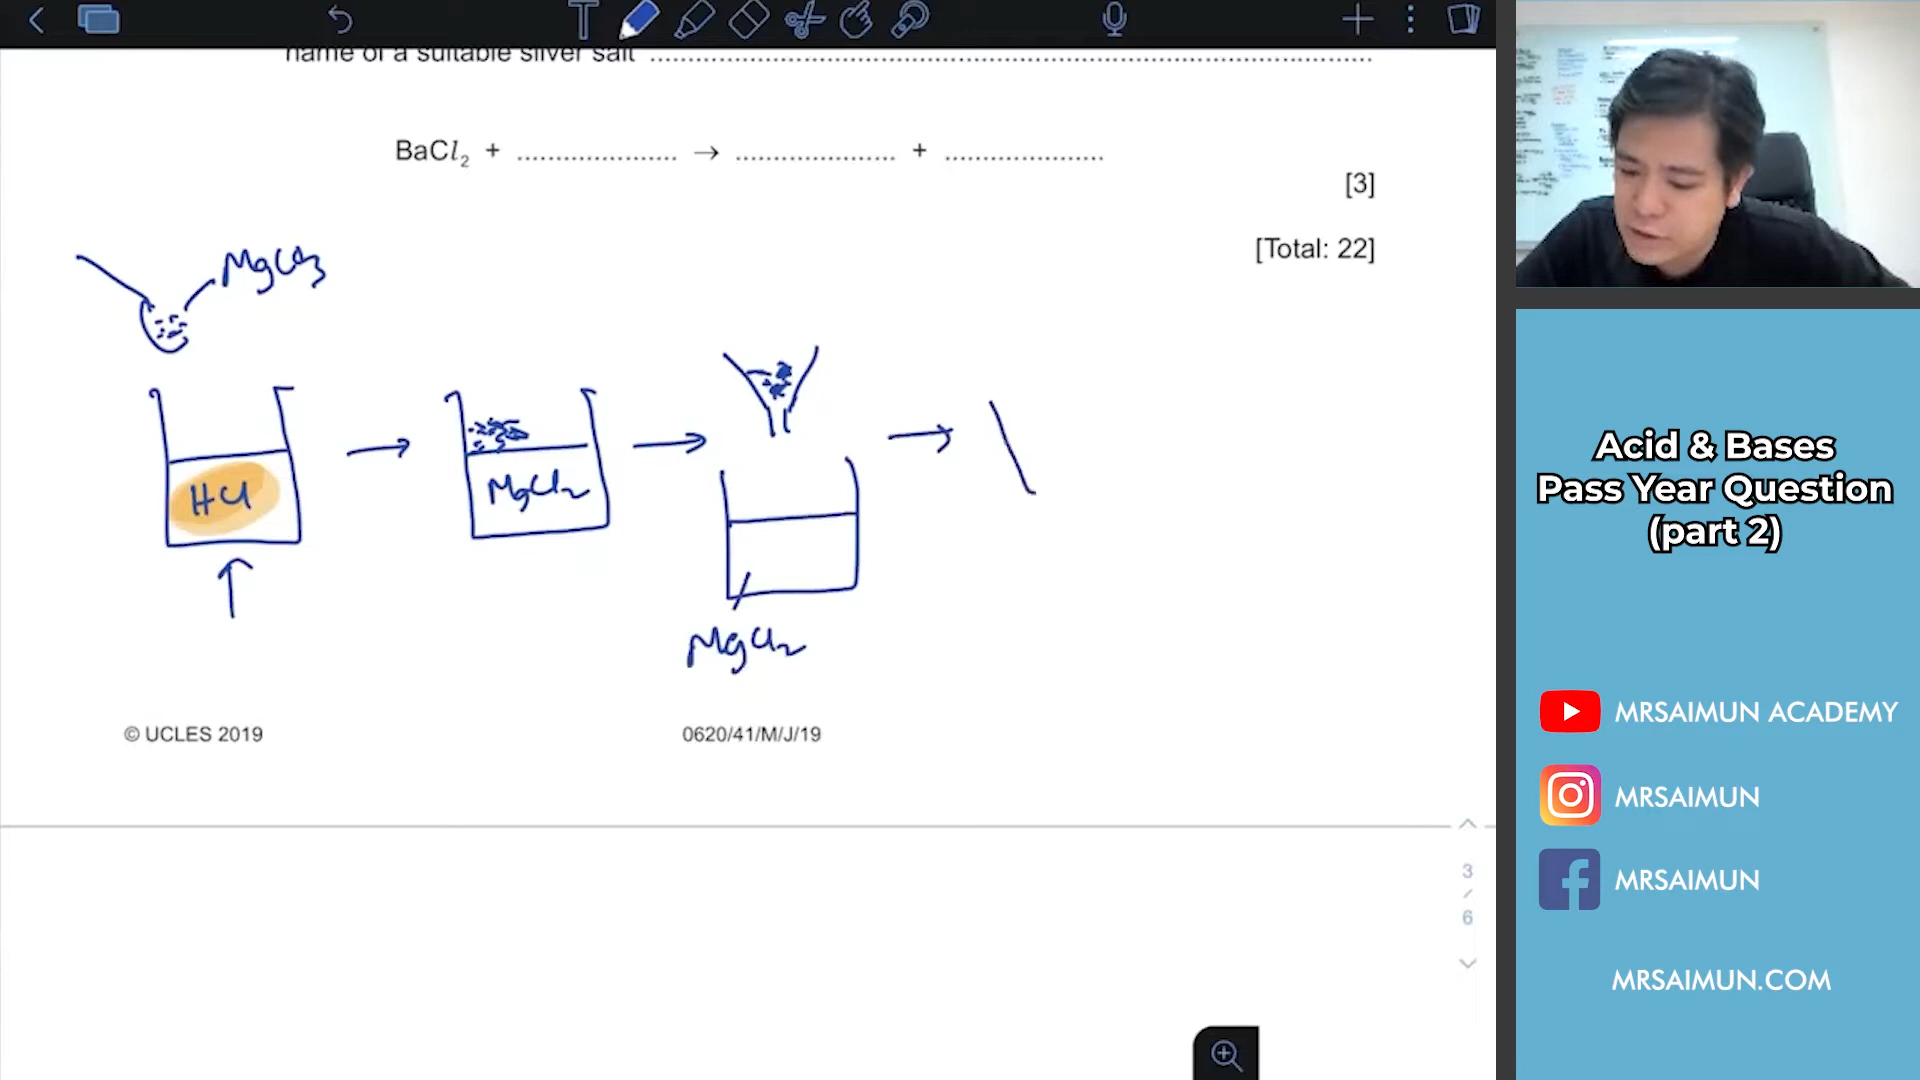 name of a suitable silver salt ........................................................................................
BaCl2 + ...................... → ...................... + ......................
[3]
[Total: 22]
MgCO3
HCl
MgCl2
MgCl2
© UCLES 2019
0620/41/M/J/19
3
6
Acid & Bases
Pass Year Question
(part 2)
MRSAIMUN ACADEMY
MRSAIMUN
MRSAIMUN
MRSAIMUN.COM